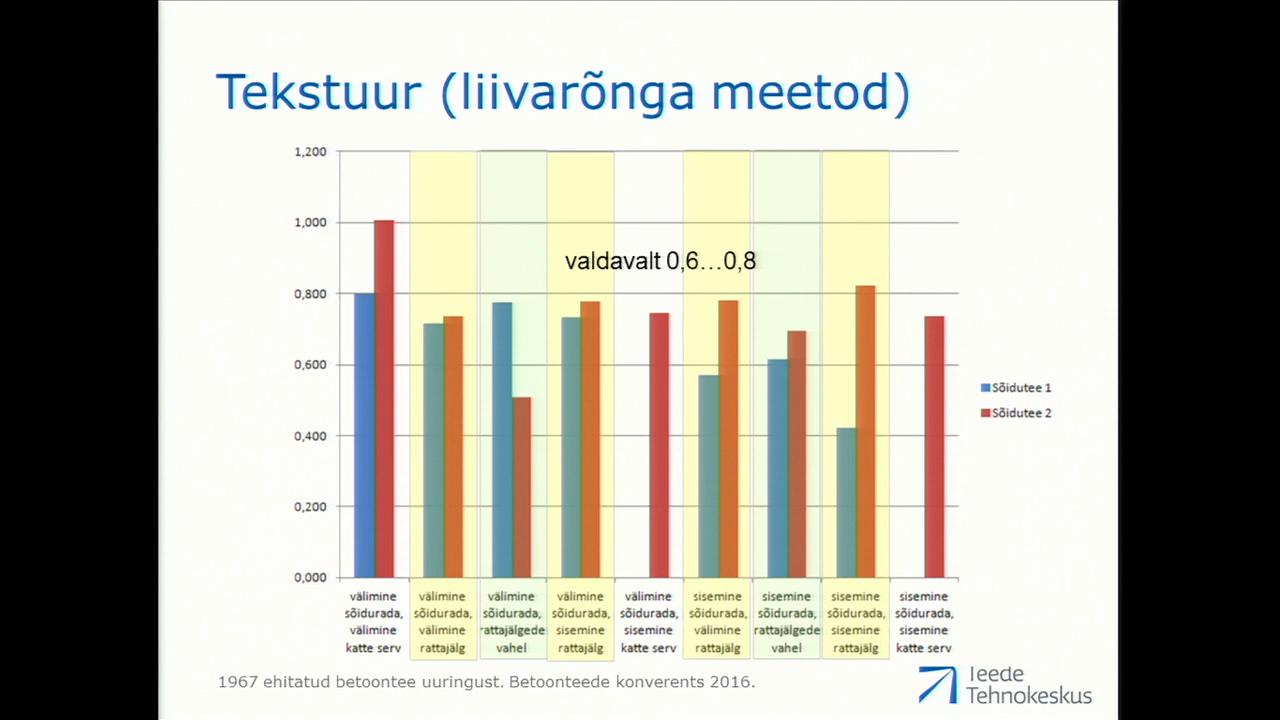 Tekstuur (liivarõnga meetod)
1,200
1,000
valdavalt 0,6...0,8
0,800
0,600
Sõidutee 1
Sõidutee 2
0,400
0,200
0,000
välimine sõidurada, välimine katte serv
välimine sõidurada, välimine rattajälg
välimine sõidurada, rattajälgede vahel
välimine sõidurada, sisemine rattajälg
välimine sõidurada, sisemine katte serv
sisemine sõidurada, välimine rattajälg
sisemine sõidurada, rattajälgede vahel
sisemine sõidurada, sisemine rattajälg
sisemine sõidurada, sisemine katte serv
1967 ehitatud betoontee uuringust. Betoonteede konverents 2016.
Teede
Tehnokeskus